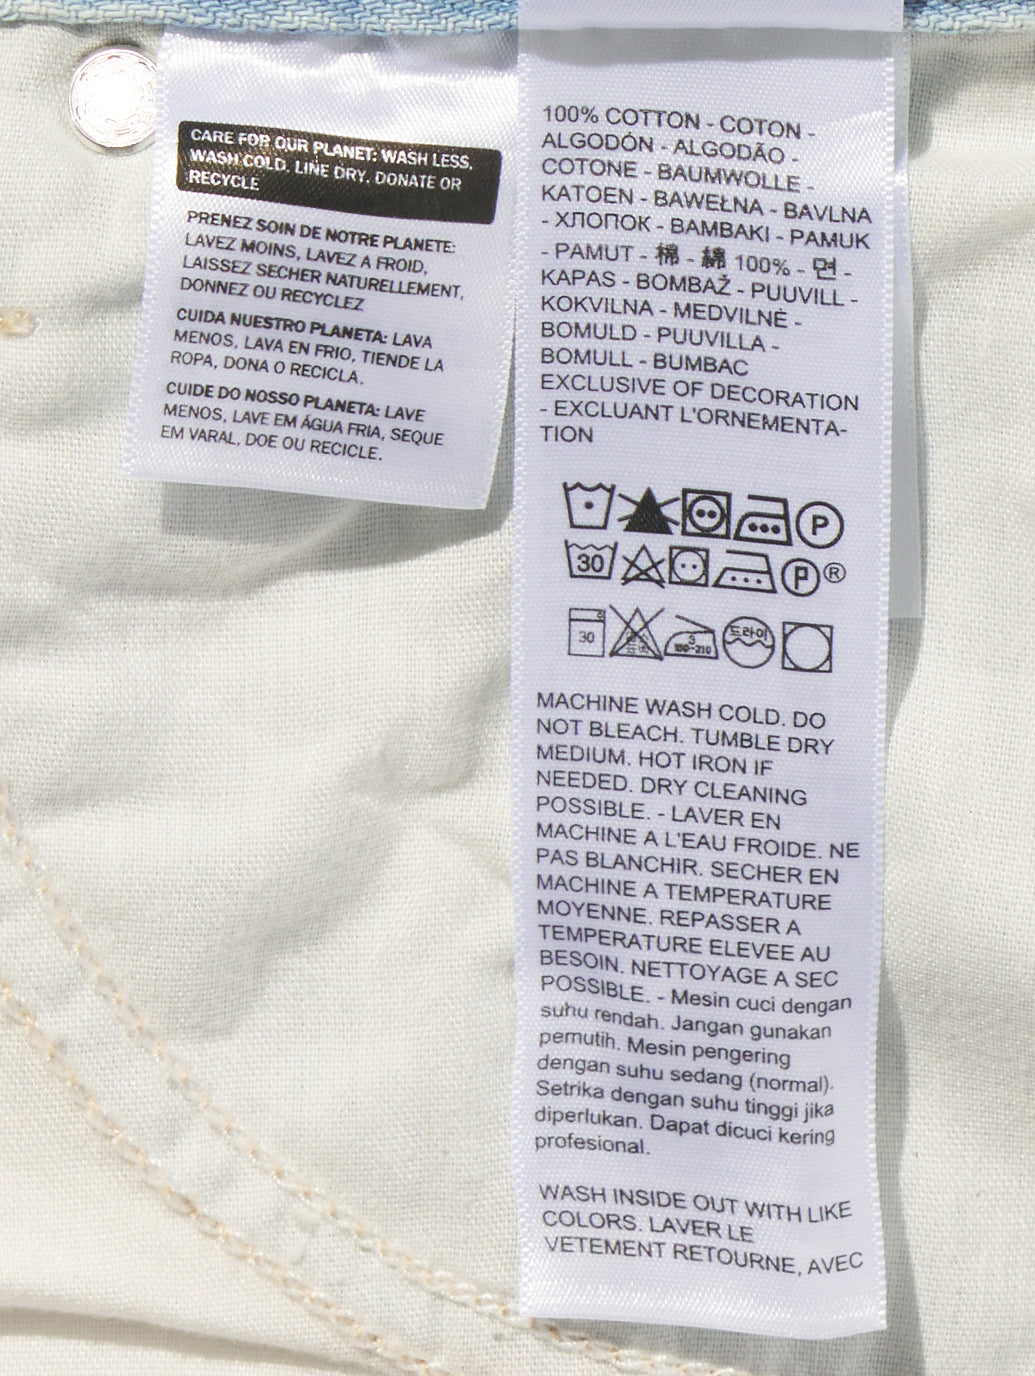 CARE FOR OUR PLANET: WASH LESS,
WASH COLD, LINE DRY, DONATE OR
RECYCLE
PRENEZ SOIN DE NOTRE PLANETE:
LAVEZ MOINS, LAVEZ A FROID,
LAISSEZ SECHER NATURELLEMENT,
DONNEZ OU RECYCLEZ
CUIDA NUESTRO PLANETA: LAVA
MENOS, LAVA EN FRIO, TIENDE LA
ROPA, DONA O RECICLA.
CUIDE DO NOSSO PLANETA: LAVE
MENOS, LAVE EM ÁGUA FRIA, SEQUE
EM VARAL, DOE OU RECICLE.
100% COTTON - COTON -
ALGODÓN - ALGODÃO -
COTONE - BAUMWOLLE -
KATOEN - BAWEŁNA - BAVLNA
- ХЛОПОК - BAMBAKI - PAMUK
- PAMUT - 棉 - 綿 100% - 면 -
KAPAS - BOMBAŽ - PUUVILL -
KOKVILNA - MEDVILNĖ -
BOMULD - PUUVILLA -
BOMULL - BUMBAC
EXCLUSIVE OF DECORATION
- EXCLUANT L'ORNEMENTA-
TION
P
30 P ®
30 3 180~210 드라이
MACHINE WASH COLD. DO
NOT BLEACH. TUMBLE DRY
MEDIUM. HOT IRON IF
NEEDED. DRY CLEANING
POSSIBLE. - LAVER EN
MACHINE A L'EAU FROIDE. NE
PAS BLANCHIR. SECHER EN
MACHINE A TEMPERATURE
MOYENNE. REPASSER A
TEMPERATURE ELEVEE AU
BESOIN. NETTOYAGE A SEC
POSSIBLE. - Mesin cuci dengan
suhu rendah. Jangan gunakan
pemutih. Mesin pengering
dengan suhu sedang (normal).
Setrika dengan suhu tinggi jika
diperlukan. Dapat dicuci kering
profesional.
WASH INSIDE OUT WITH LIKE
COLORS. LAVER LE
VETEMENT RETOURNE, AVEC